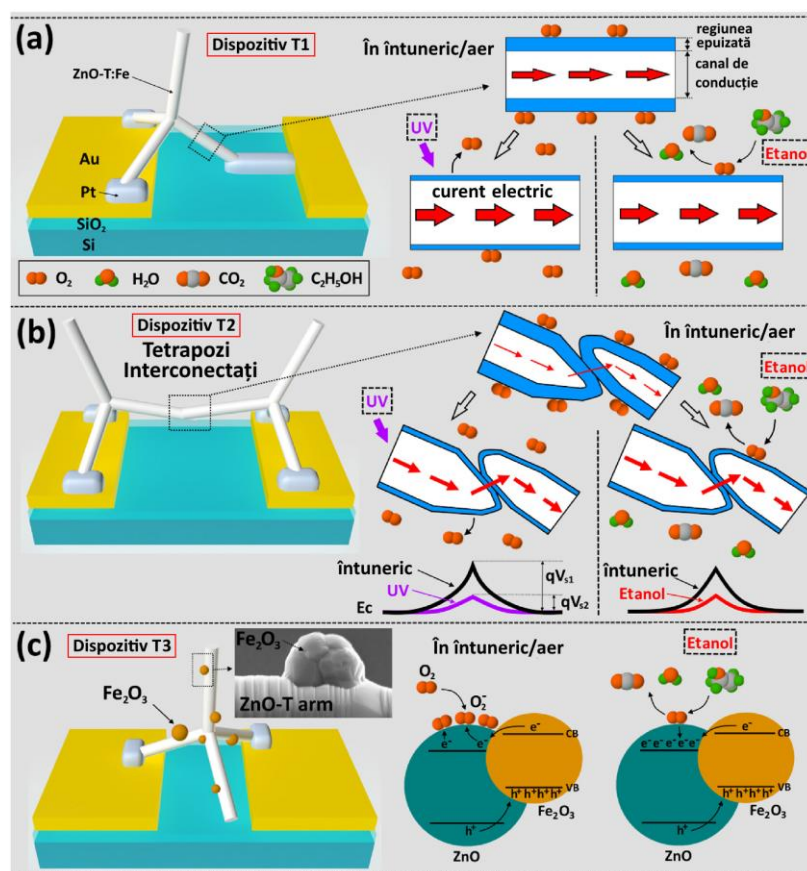 (a)
Dispozitiv T1
ZnO-T:Fe
Au
Pt
SiO₂
Si
În întuneric/aer
regiunea
epuizată
canal de
conducție
UV
curent electric
Etanol
O₂
H₂O
CO₂
C₂H₅OH
(b)
Dispozitiv T2
Tetrapozi
Interconectați
În întuneric/aer
UV
Etanol
întuneric
UV
Ec
qVs1
qVs2
întuneric
Etanol
(c)
Dispozitiv T3
Fe₂O₃
Fe₂O₃
ZnO-T arm
În întuneric/aer
O₂
O₂⁻
e⁻
e⁻
e⁻
CB
VB
h⁺ h⁺h⁺h⁺
Fe₂O₃
h⁺
ZnO
Etanol
e⁻ e⁻ e⁻ e⁻e⁻
e⁻
CB
VB
h⁺ h⁺h⁺h⁺
Fe₂O₃
h⁺
ZnO